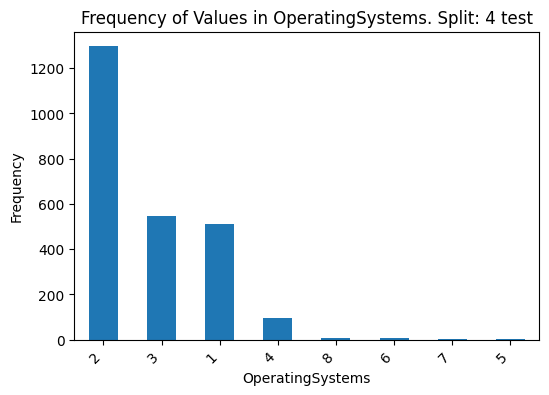 Frequency of Values in OperatingSystems. Split: 4 test
Frequency
1200
1000
800
600
400
200
0
2 3 1 4 8 6 7 5
OperatingSystems